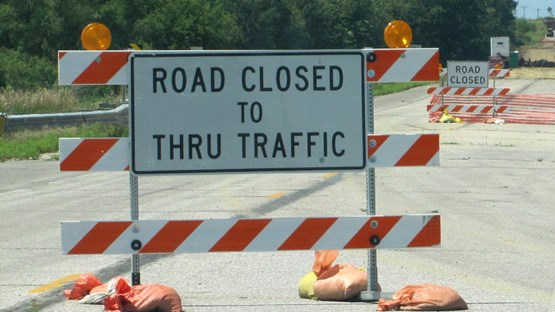 ROAD CLOSED
TO
THRU TRAFFIC
ROAD
CLOSED